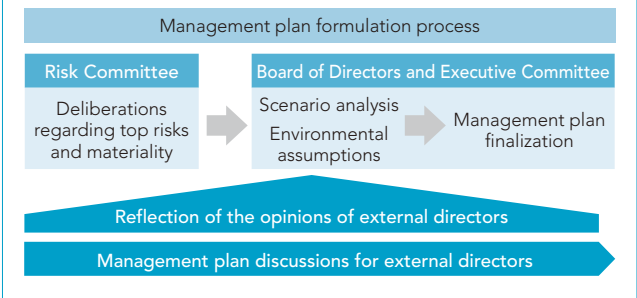 Management plan formulation process
Risk Committee
Deliberations
regarding top risks
and materiality
Board of Directors and Executive Committee
Scenario analysis
Environmental
assumptions
Management plan
finalization
Reflection of the opinions of external directors
Management plan discussions for external directors